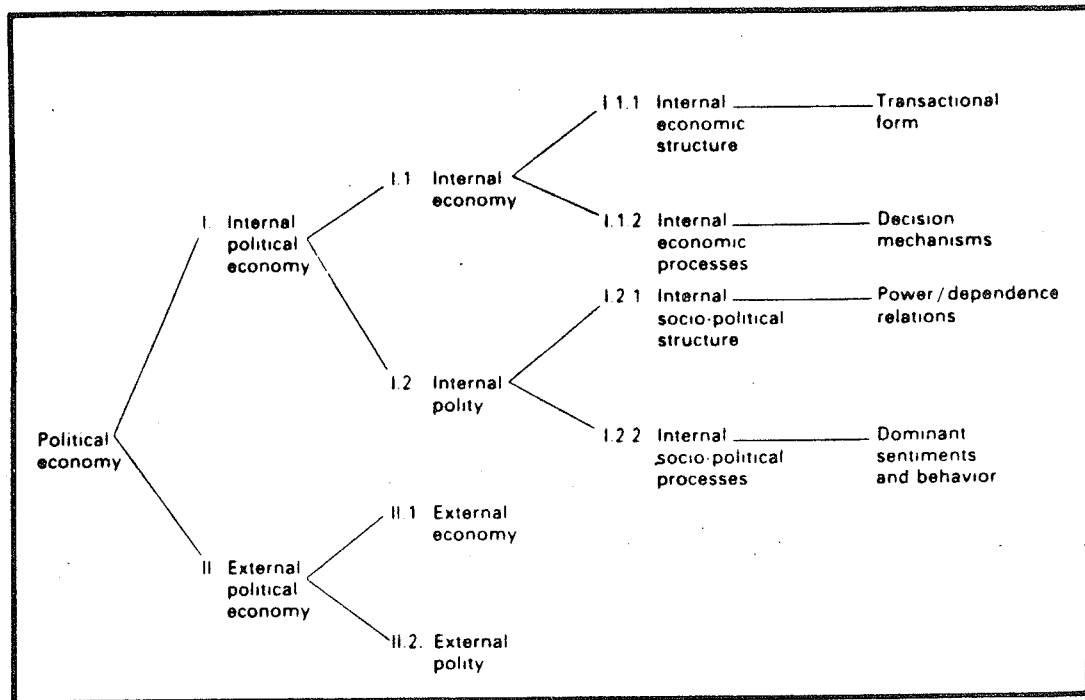 I 1.1 Internal economic structure
Transactional form
I.1 Internal economy
I.1.2 Internal economic processes
Decision mechanisms
I. Internal political economy
I.2 1 Internal socio-political structure
Power / dependence relations
I.2 Internal polity
I.2 2 Internal socio-political processes
Dominant sentiments and behavior
Political economy
II.1 External economy
II External political economy
II.2. External polity